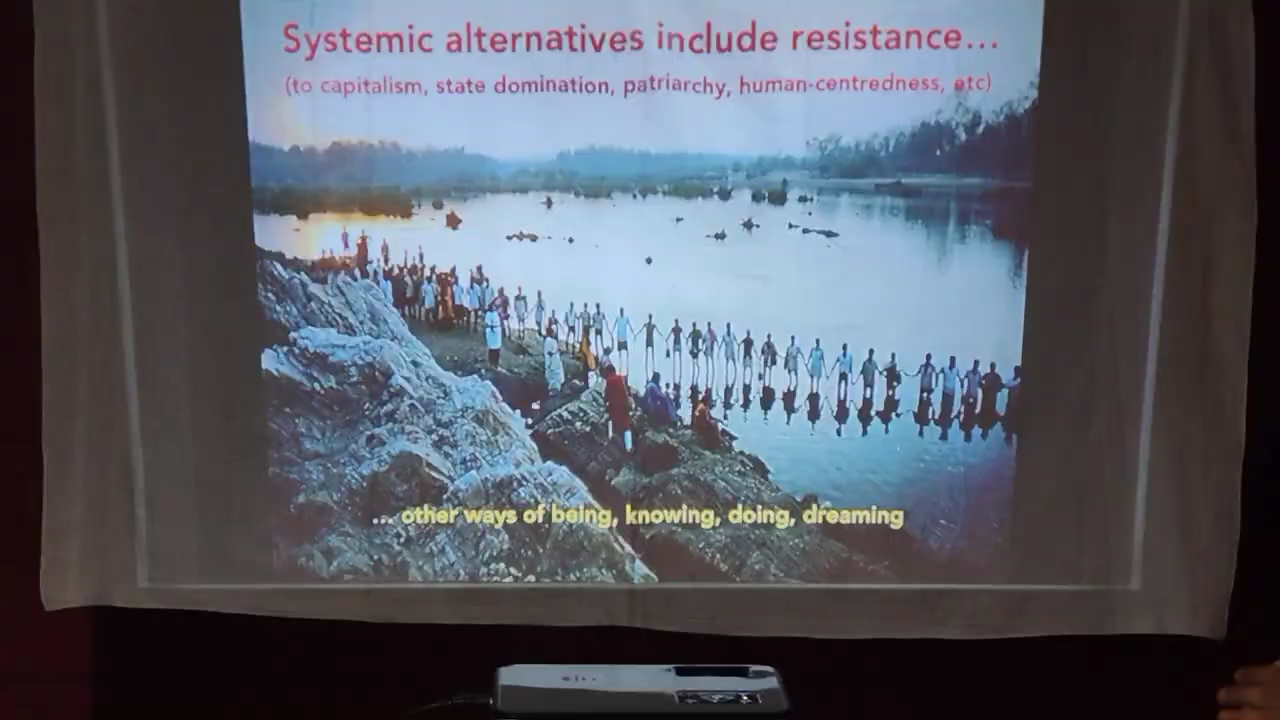 Systemic alternatives include resistance...
(to capitalism, state domination, patriarchy, human-centredness, etc)
... other ways of being, knowing, doing, dreaming